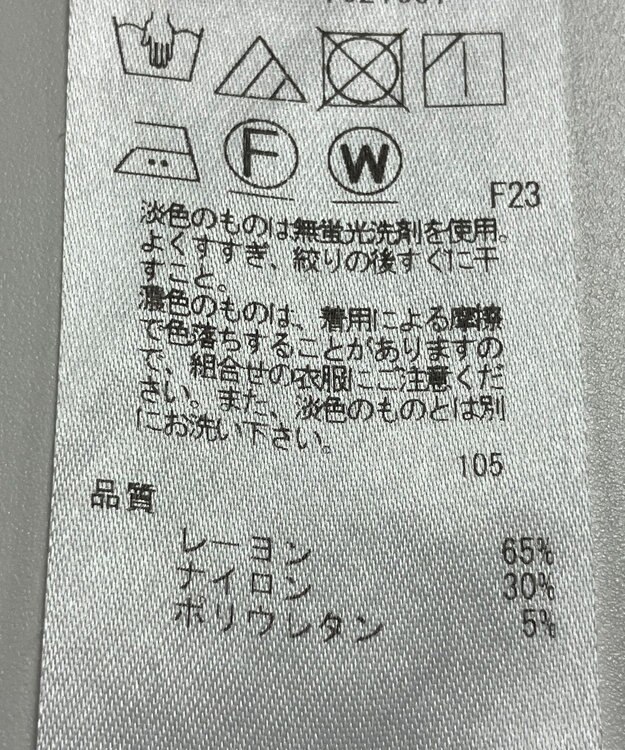 F
W
F23
淡色のものは無蛍光洗剤を使用。
よくすすぎ、絞りの後すぐに干
すこと。
濃色のものは、着用による摩擦
で色落ちすることがありますの
で、組合せの衣服にご注意くだ
さい。また、淡色のものとは別
にお洗い下さい。
105
品質
レーヨン 65%
ナイロン 30%
ポリウレタン 5%